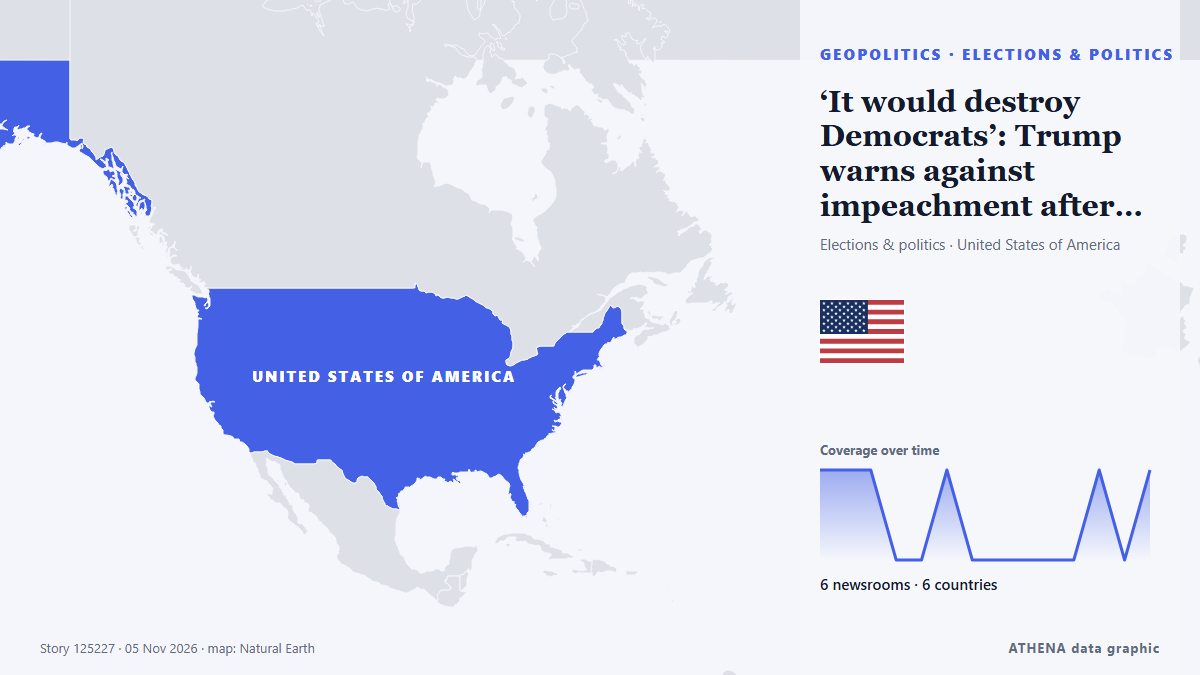 GEOPOLITICS · ELECTIONS & POLITICS
‘It would destroy
Democrats’: Trump
warns against
impeachment after…
Elections & politics · United States of America
UNITED STATES OF AMERICA
Coverage over time
6 newsrooms · 6 countries
Story 125227 · 05 Nov 2026 · map: Natural Earth
ATHENA data graphic